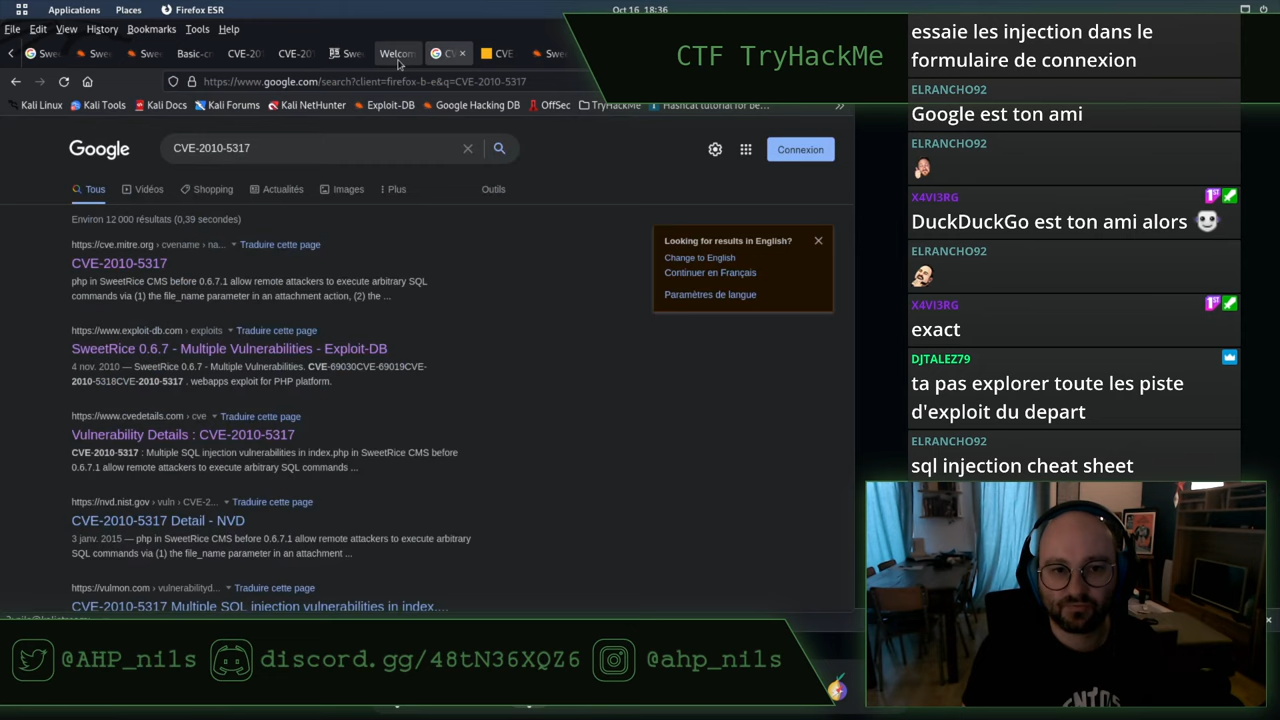 Applications Places Firefox ESR Oct 16 18:36
File Edit View History Bookmarks Tools Help
Swe Swe Swe Basic-c CVE-20 CVE-20 Swe Welcom CV CVE Swe
https://www.google.com/search?client=firefox-b-e&q=CVE-2010-5317
Kali Linux Kali Tools Kali Docs Kali Forums Kali NetHunter Exploit-DB Google Hacking DB OffSec TryHackMe Hashcat tutorial for be…
CTF TryHackMe
Google
CVE-2010-5317
Connexion
Tous Vidéos Shopping Actualités Images Plus Outils
Environ 12 000 résultats (0,39 secondes)
https://cve.mitre.org › cvename › na... Traduire cette page
CVE-2010-5317
php in SweetRice CMS before 0.6.7.1 allow remote attackers to execute arbitrary SQL
commands via (1) the file_name parameter in an attachment action, (2) the ...
https://www.exploit-db.com › exploits Traduire cette page
SweetRice 0.6.7 - Multiple Vulnerabilities - Exploit-DB
4 nov. 2010 — SweetRice 0.6.7 - Multiple Vulnerabilities. CVE-69030CVE-69019CVE-
2010-5318CVE-2010-5317 . webapps exploit for PHP platform.
https://www.cvedetails.com › cve Traduire cette page
Vulnerability Details : CVE-2010-5317
CVE-2010-5317 : Multiple SQL injection vulnerabilities in index.php in SweetRice CMS before
0.6.7.1 allow remote attackers to execute arbitrary SQL commands ...
https://nvd.nist.gov › vuln › CVE-2... Traduire cette page
CVE-2010-5317 Detail - NVD
3 janv. 2015 — php in SweetRice CMS before 0.6.7.1 allow remote attackers to execute arbitrary
SQL commands via (1) the file_name parameter in an attachment ...
https://vulmon.com › vulnerabilityd... Traduire cette page
CVE-2010-5317 Multiple SQL injection vulnerabilities in index....
Looking for results in English?
Change to English
Continuer en Français
Paramètres de langue
essaie les injection dans le
formulaire de connexion
ELRANCHO92
Google est ton ami
ELRANCHO92
X4VI3RG
DuckDuckGo est ton ami alors
ELRANCHO92
X4VI3RG
exact
DJTALEZ79
ta pas explorer toute les piste
d'exploit du depart
ELRANCHO92
sql injection cheat sheet
@AHP_nils discord.gg/48tN36XQZ6 @ahp_nils